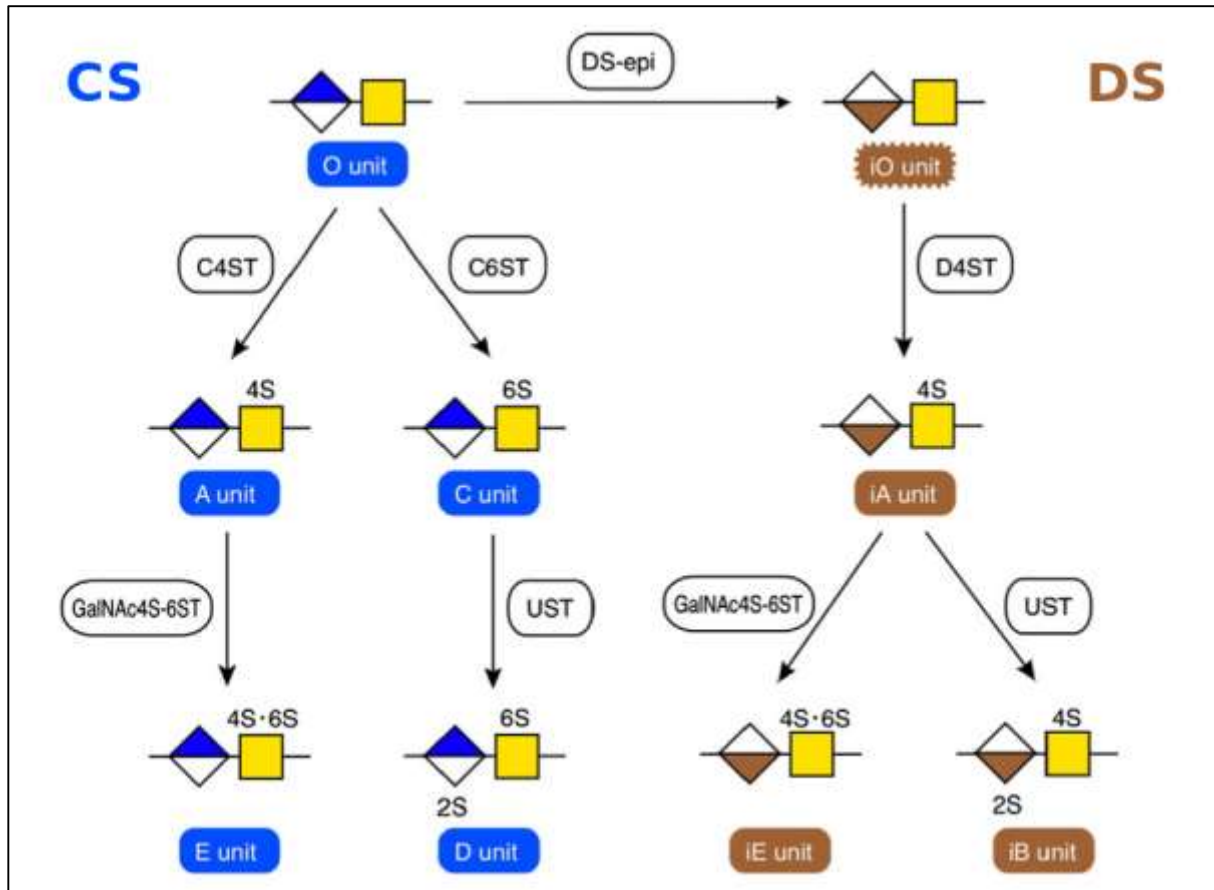 CS
DS-epi
DS
O unit
iO unit
C4ST
C6ST
D4ST
4S
6S
4S
A unit
C unit
iA unit
GalNAc4S-6ST
UST
GalNAc4S-6ST
UST
4S·6S
6S
4S·6S
4S
2S
2S
E unit
D unit
iE unit
iB unit